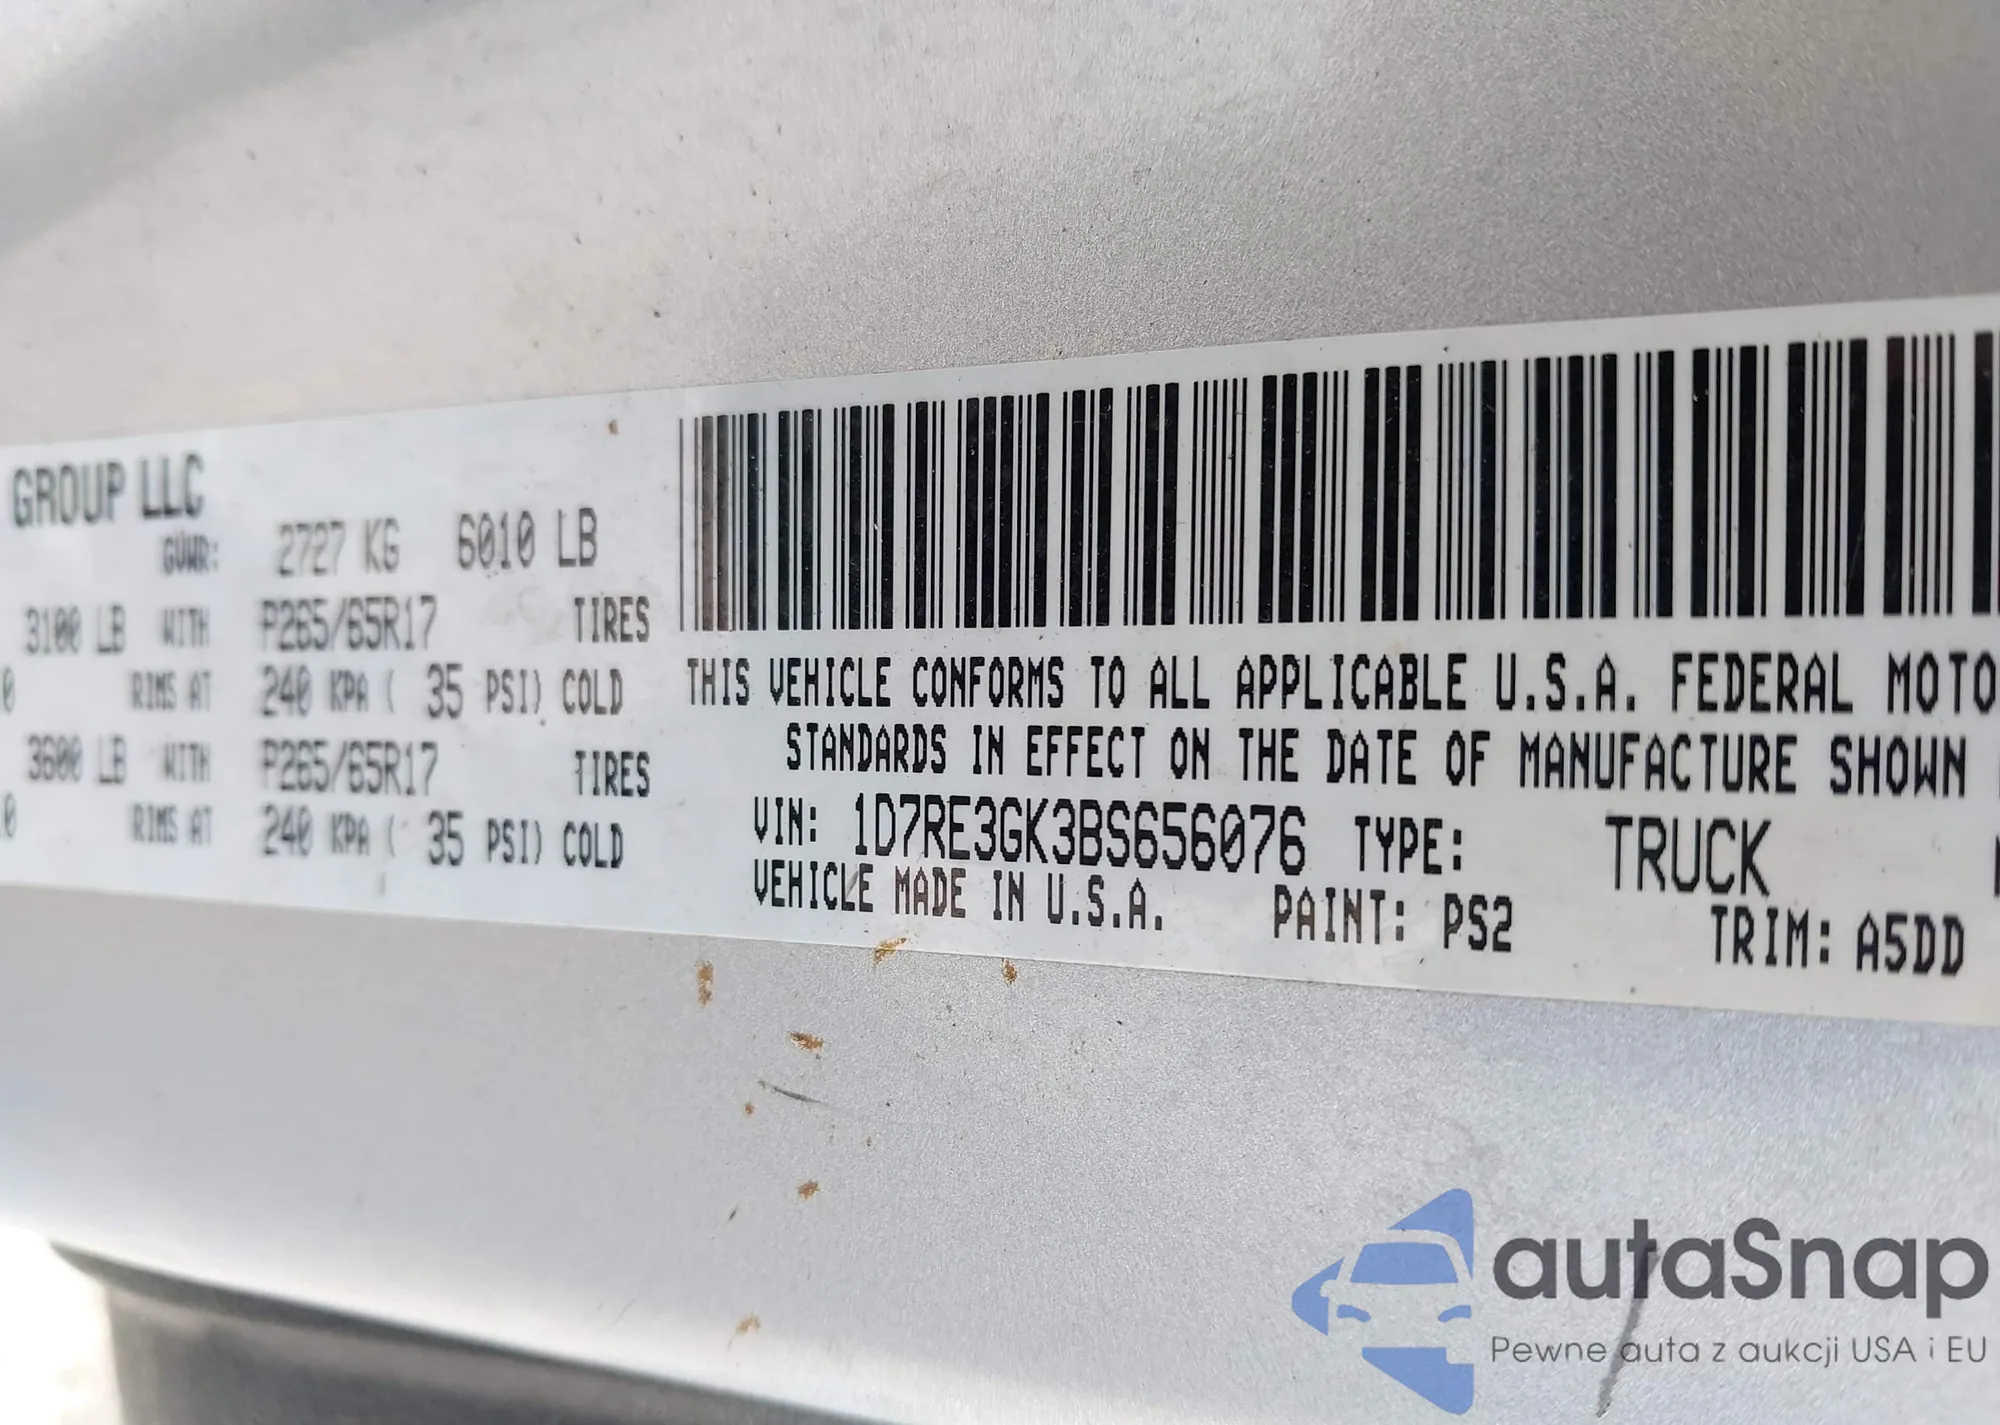 GROUP LLC
GVWR: 2727 KG 6010 LB
3100 LB WITH P265/65R17 TIRES
0 RIMS AT 240 KPA ( 35 PSI) COLD
3600 LB WITH P265/65R17 TIRES
0 RIMS AT 240 KPA ( 35 PSI) COLD
THIS VEHICLE CONFORMS TO ALL APPLICABLE U.S.A. FEDERAL MOTO
STANDARDS IN EFFECT ON THE DATE OF MANUFACTURE SHOWN
VIN: 1D7RE3GK3BS656076 TYPE: TRUCK
VEHICLE MADE IN U.S.A. PAINT: PS2 TRIM: A5DD
autaSnap
Pewne auta z aukcji USA i EU